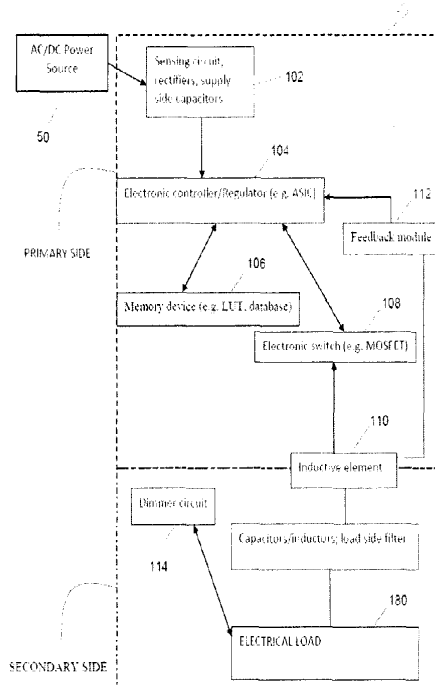 AC/DC Power
Source
50
Sensing circuit,
rectifiers, supply
side capacitors
102
104
Electronic controller/Regulator (e.g. ASIC)
112
Feedback module
PRIMARY SIDE
106
Memory device (e.g. LUT, database)
108
Electronic switch (e.g. MOSFET)
110
Inductive element
Dimmer circuit
114
Capacitors/inductors; load side filter
180
ELECTRICAL LOAD
SECONDARY SIDE